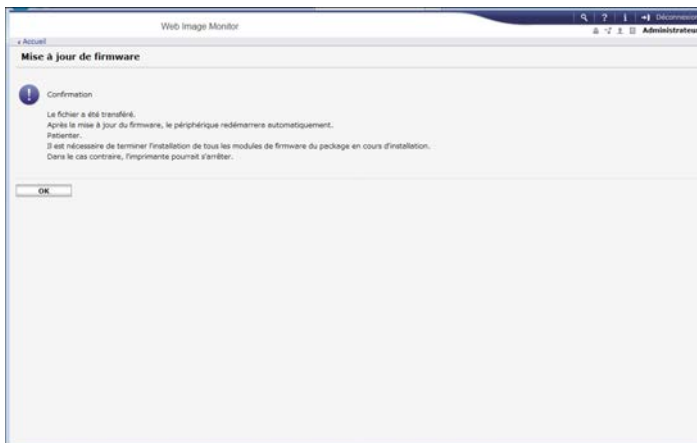 Web Image Monitor
? | i | Déconnexion
Accueil
Administrateur
Mise à jour de firmware
Confirmation
Le fichier a été transféré.
Après la mise à jour du firmware, le périphérique redémarrera automatiquement.
Patienter.
Il est nécessaire de terminer l'installation de tous les modules de firmware du package en cours d'installation.
Dans le cas contraire, l'imprimante pourrait s'arrêter.
OK